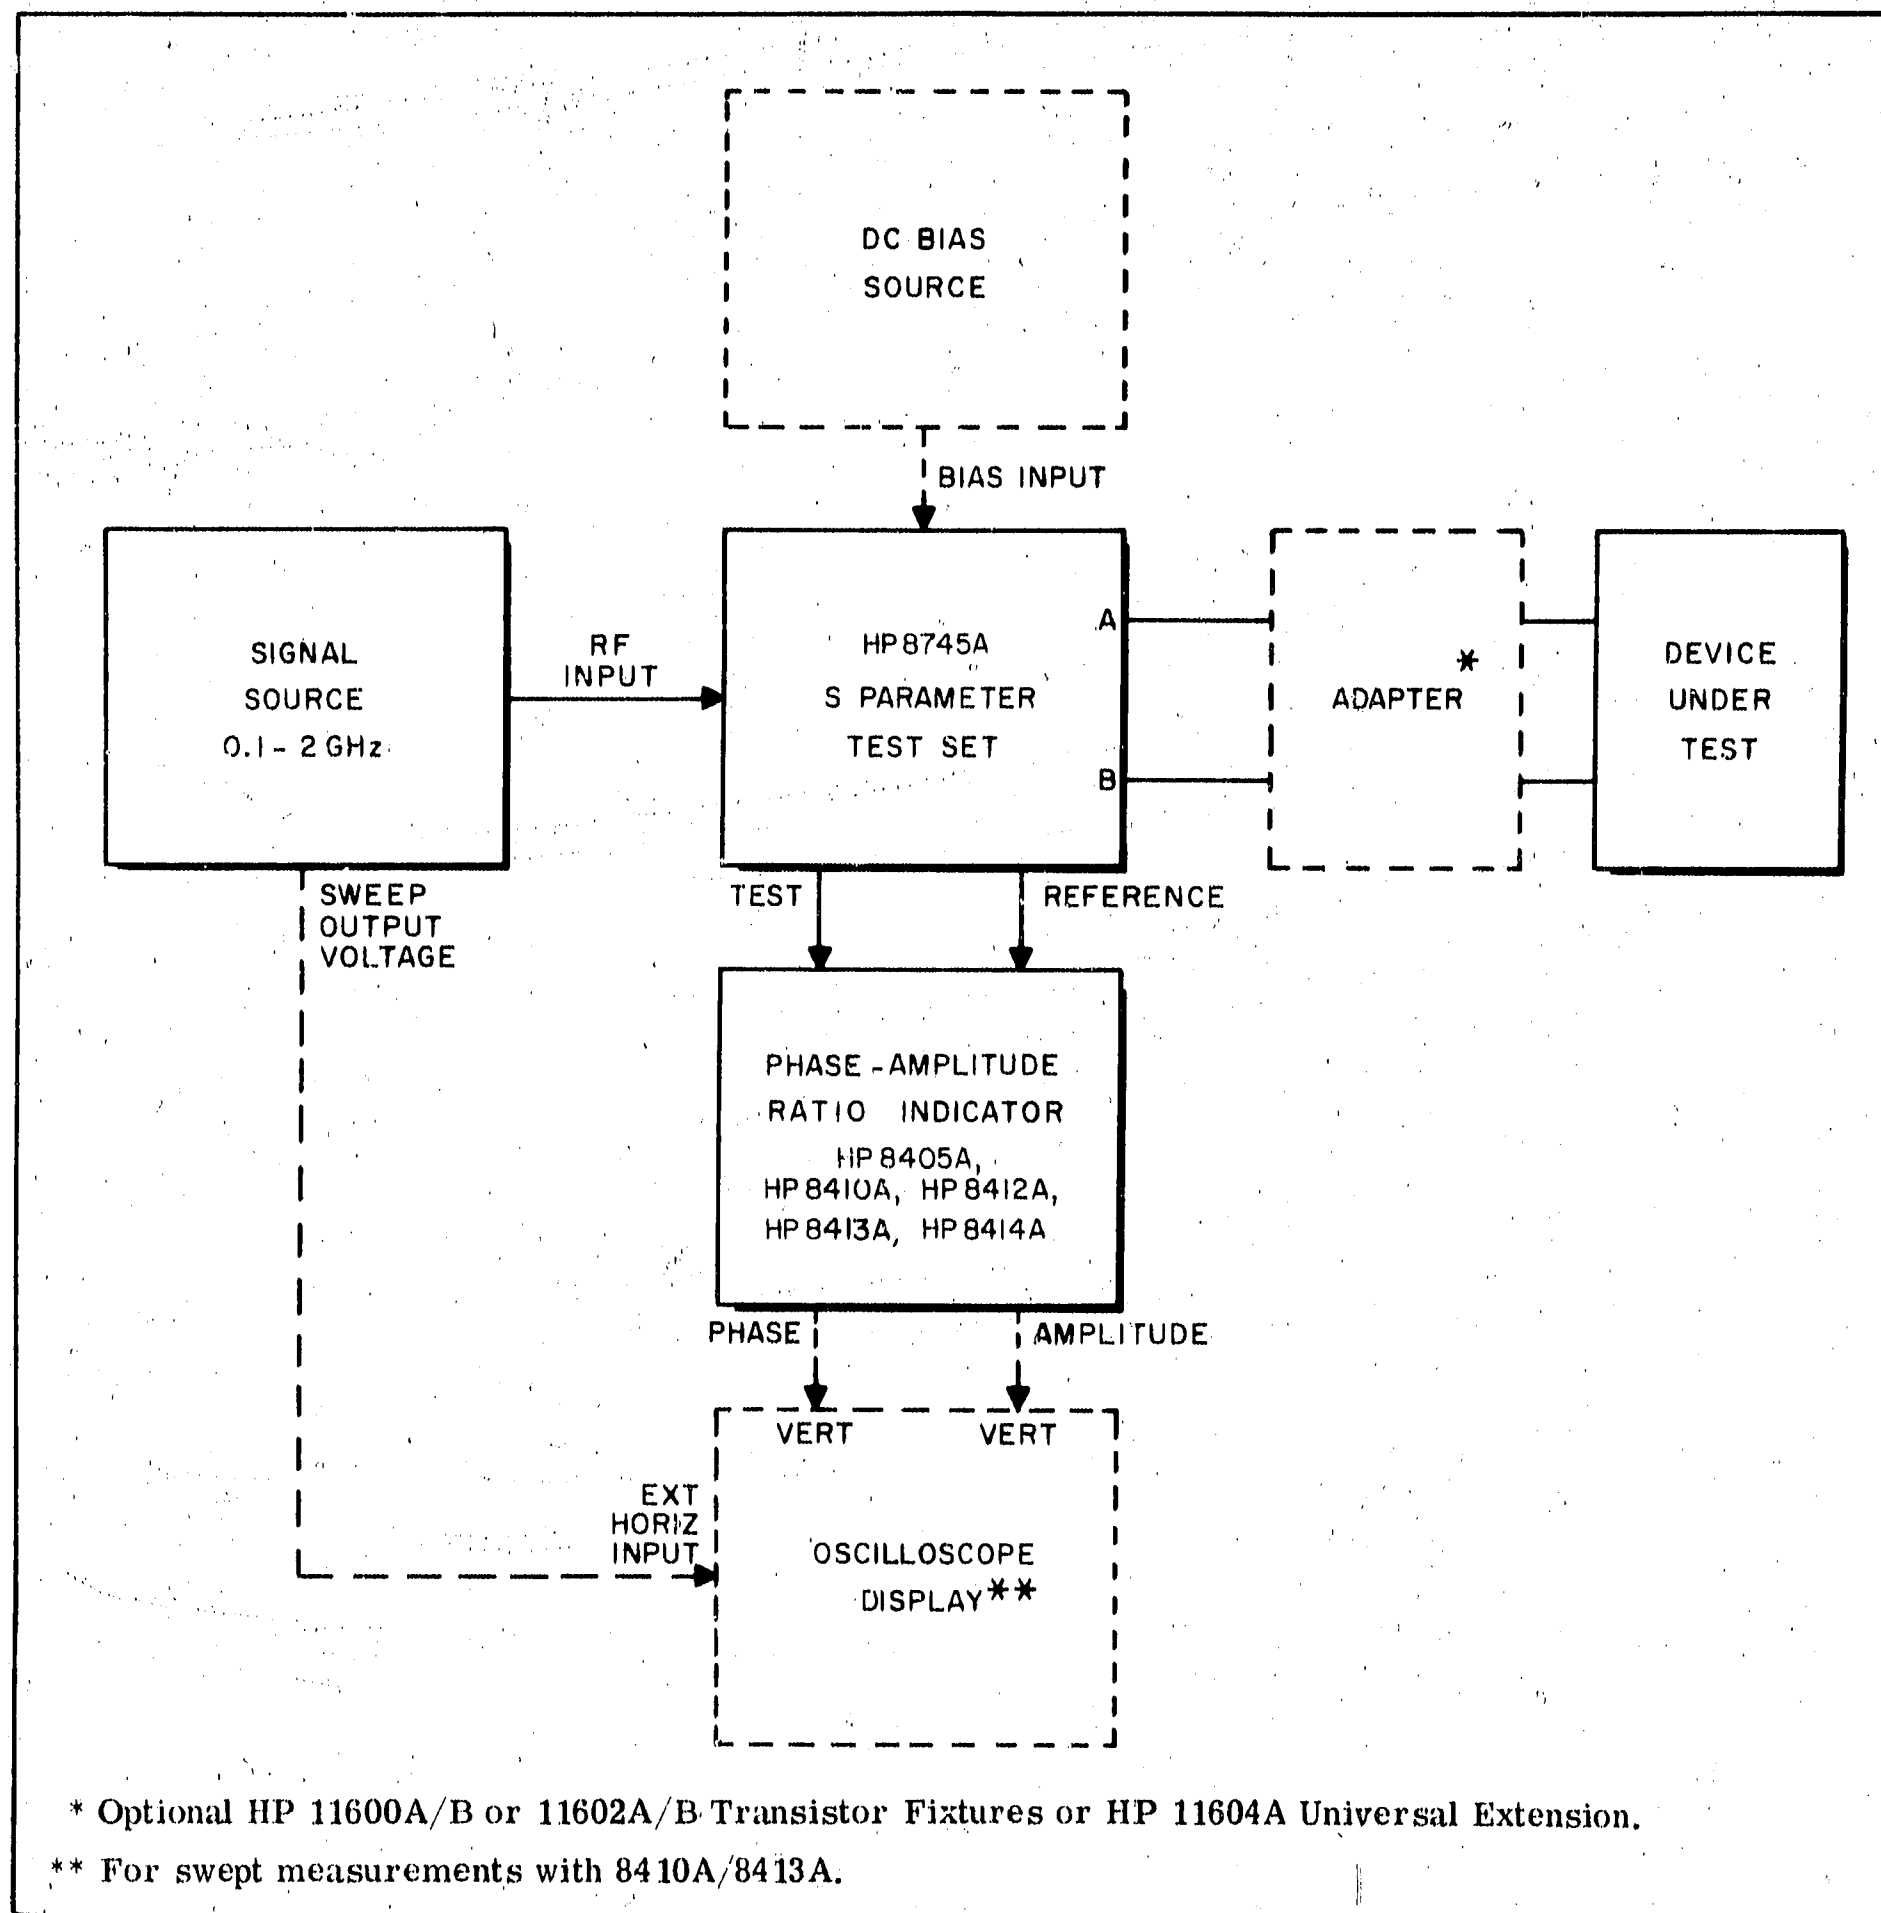 DC BIAS
SOURCE
BIAS INPUT
SIGNAL
SOURCE
0.1 - 2 GHz
RF
INPUT
HP 8745A
S PARAMETER
TEST SET
A
B
ADAPTER*
DEVICE
UNDER
TEST
SWEEP
OUTPUT
VOLTAGE
TEST
REFERENCE
PHASE - AMPLITUDE
RATIO INDICATOR
HP 8405A,
HP 8410A, HP 8412A,
HP 8413A, HP 8414A
PHASE
AMPLITUDE
VERT
VERT
EXT
HORIZ
INPUT
OSCILLOSCOPE
DISPLAY**
* Optional HP 11600A/B or 11602A/B Transistor Fixtures or HP 11604A Universal Extension.
** For swept measurements with 8410A/8413A.